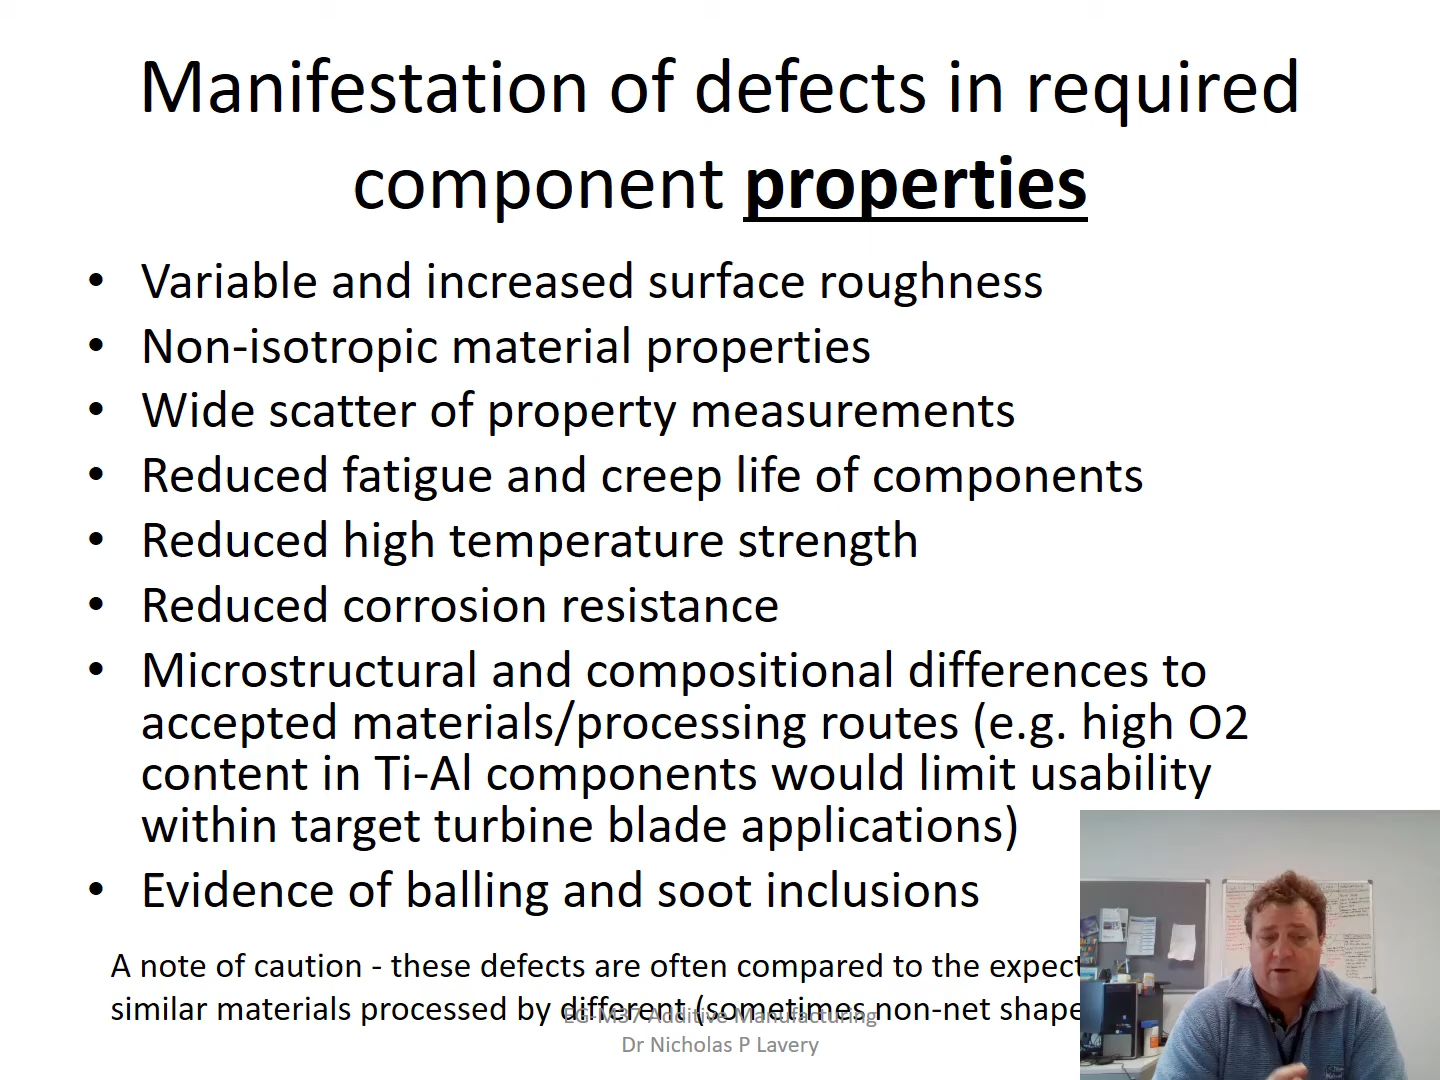 Manifestation of defects in required
component properties
• Variable and increased surface roughness
• Non-isotropic material properties
• Wide scatter of property measurements
• Reduced fatigue and creep life of components
• Reduced high temperature strength
• Reduced corrosion resistance
• Microstructural and compositional differences to
accepted materials/processing routes (e.g. high O2
content in Ti-Al components would limit usability
within target turbine blade applications)
• Evidence of balling and soot inclusions
A note of caution - these defects are often compared to the expect
similar materials processed by different (sometimes non-net shape
EG-M37 Additive Manufacturing
Dr Nicholas P Lavery